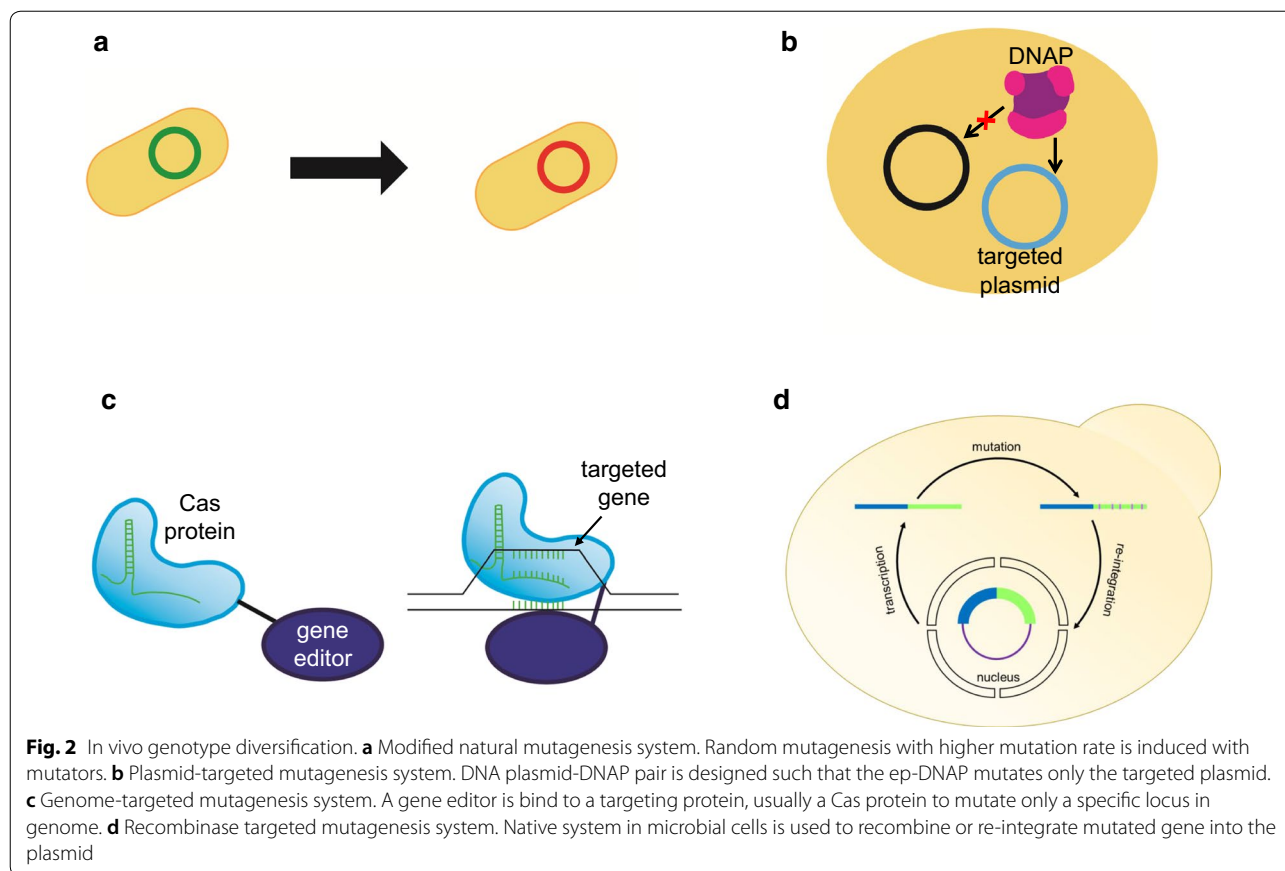 a
b
DNAP
targeted
plasmid
c
Cas
protein
gene
editor
targeted
gene
d
mutation
transcription
re-integration
nucleus
Fig. 2 In vivo genotype diversification. a Modified natural mutagenesis system. Random mutagenesis with higher mutation rate is induced with
mutators. b Plasmid-targeted mutagenesis system. DNA plasmid-DNAP pair is designed such that the ep-DNAP mutates only the targeted plasmid.
c Genome-targeted mutagenesis system. A gene editor is bind to a targeting protein, usually a Cas protein to mutate only a specific locus in
genome. d Recombinase targeted mutagenesis system. Native system in microbial cells is used to recombine or re-integrate mutated gene into the
plasmid